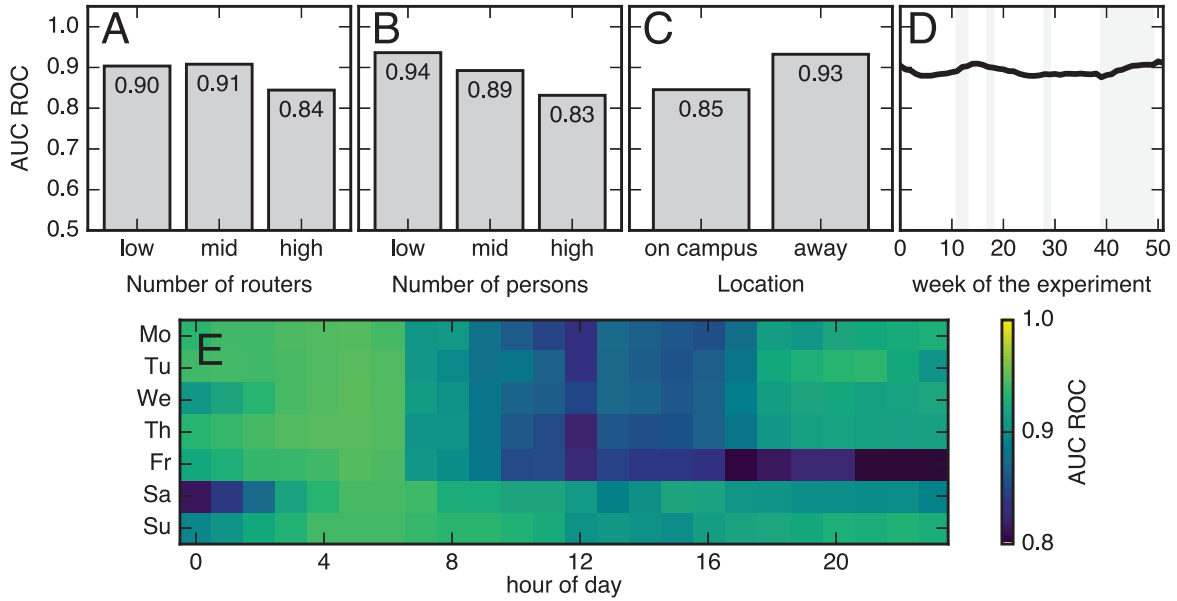 A B C D
AUC ROC
1.0
0.9
0.8
0.7
0.6
0.5
0.90 0.91 0.84
0.94 0.89 0.83
0.85 0.93
low mid high
low mid high
on campus away
0 10 20 30 40 50
Number of routers
Number of persons
Location
week of the experiment
E
Mo
Tu
We
Th
Fr
Sa
Su
0 4 8 12 16 20
hour of day
1.0
0.9
0.8
AUC ROC